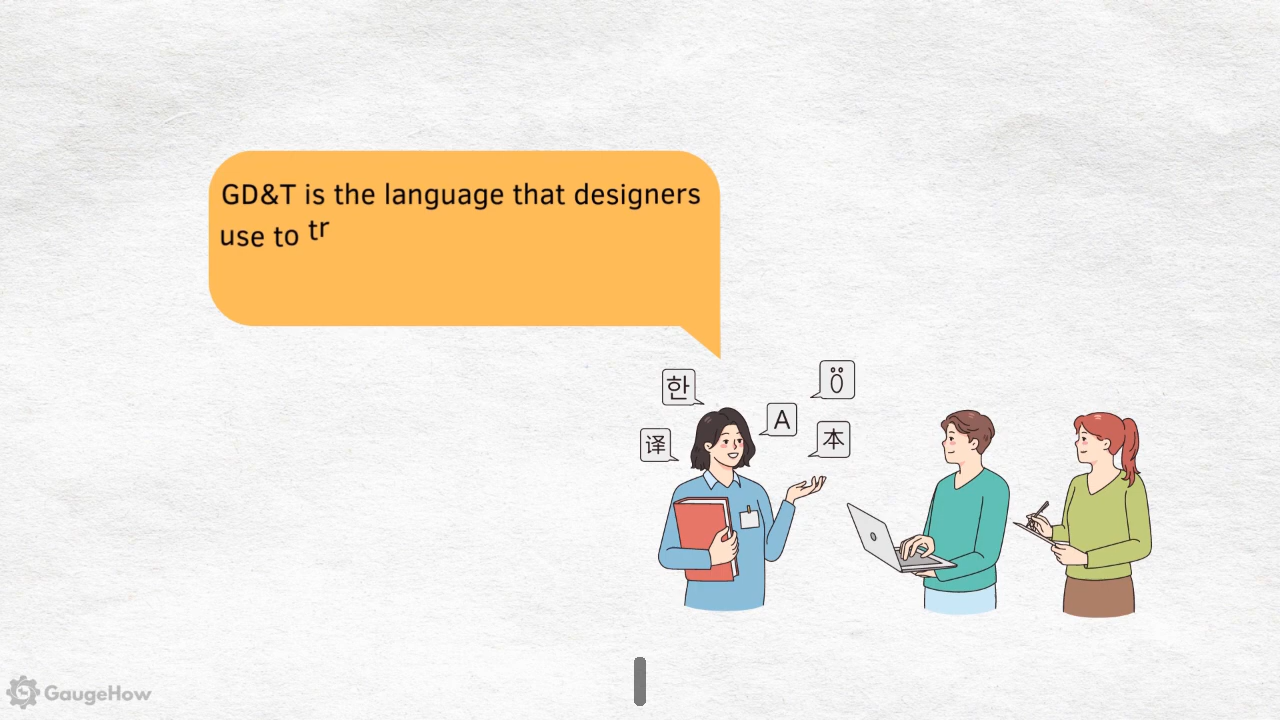 GD&T is the language that designers
use to tr
한
Ö
A
译
本
GaugeHow